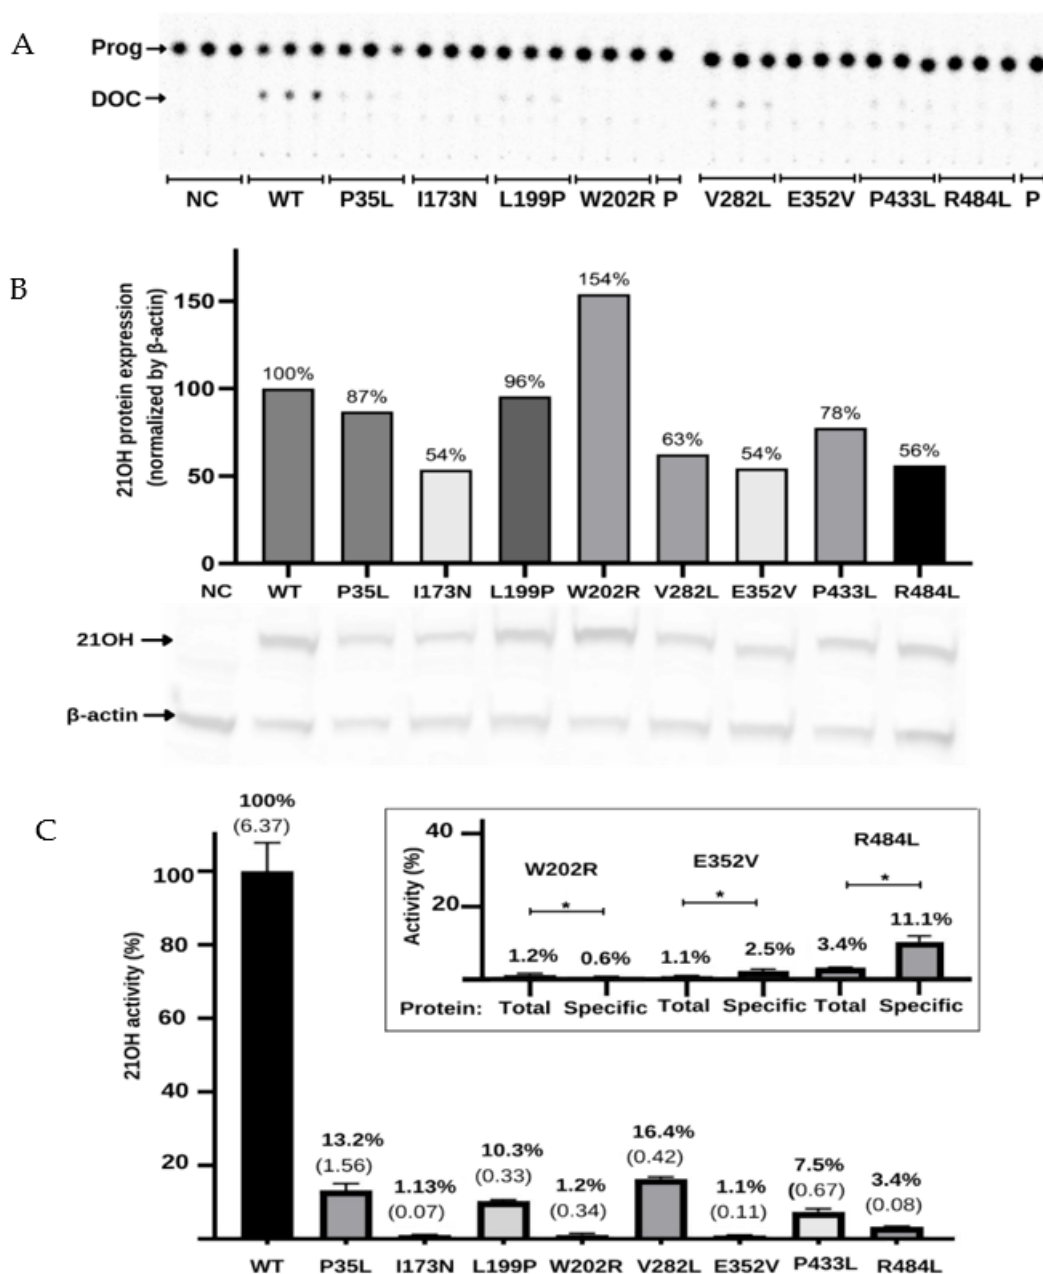 A
Prog
DOC
NC WT P35L I173N L199P W202R P V282L E352V P433L R484L P
B
21OH protein expression
(normalized by β-actin)
150
100
50
0
100% 87% 54% 96% 154% 63% 54% 78% 56%
NC WT P35L I173N L199P W202R V282L E352V P433L R484L
21OH
β-actin
C
21OH activity (%)
100
80
60
40
20
100%
(6.37)
13.2%
(1.56)
1.13%
(0.07)
10.3%
(0.33)
1.2%
(0.34)
16.4%
(0.42)
1.1%
(0.11)
7.5%
(0.67)
3.4%
(0.08)
WT P35L I173N L199P W202R V282L E352V P433L R484L
Activity (%)
40
20
W202R E352V R484L
* * *
1.2% 0.6% 1.1% 2.5% 3.4% 11.1%
Protein: Total Specific Total Specific Total Specific